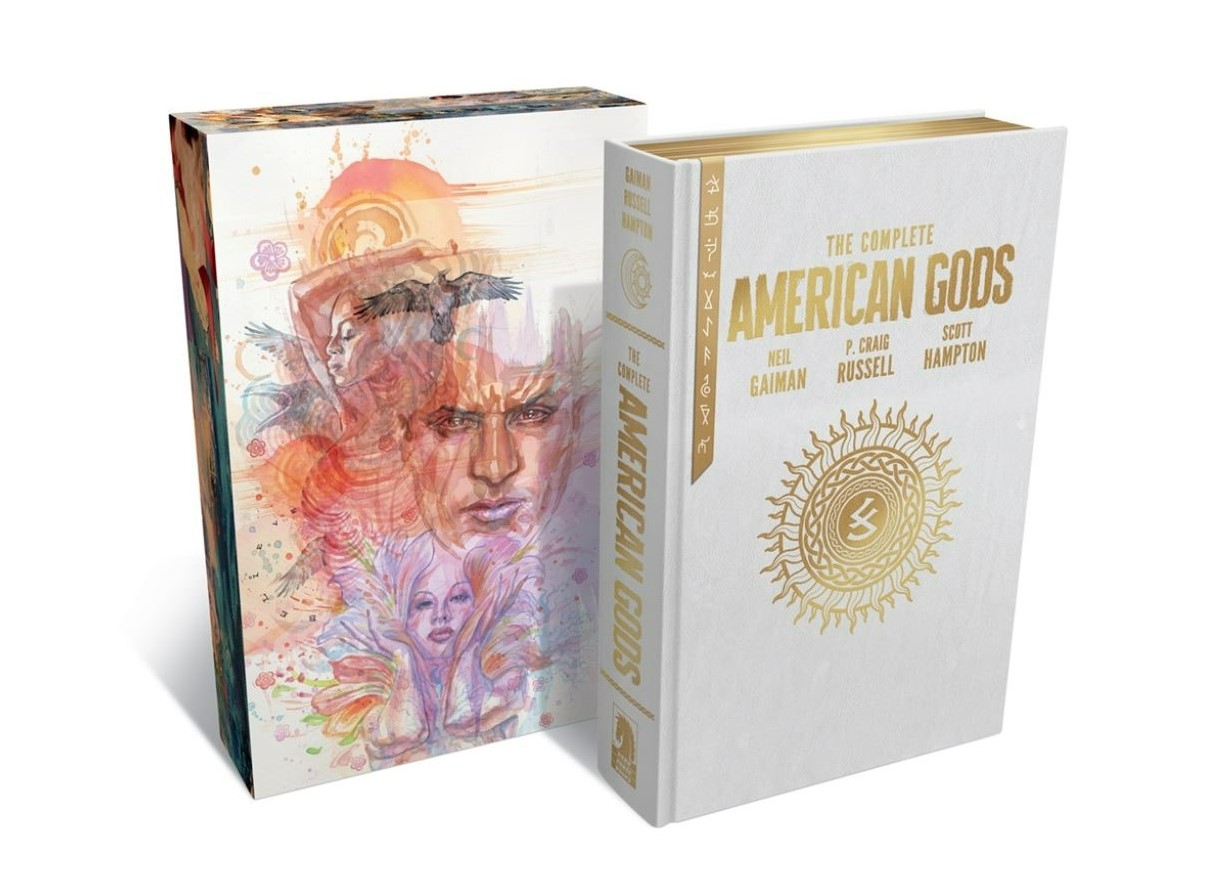 GAIMAN
RUSSELL
HAMPTON
THE
COMPLETE
AMERICAN GODS
THE COMPLETE
AMERICAN GODS
NEIL
GAIMAN
P. CRAIG
RUSSELL
SCOTT
HAMPTON